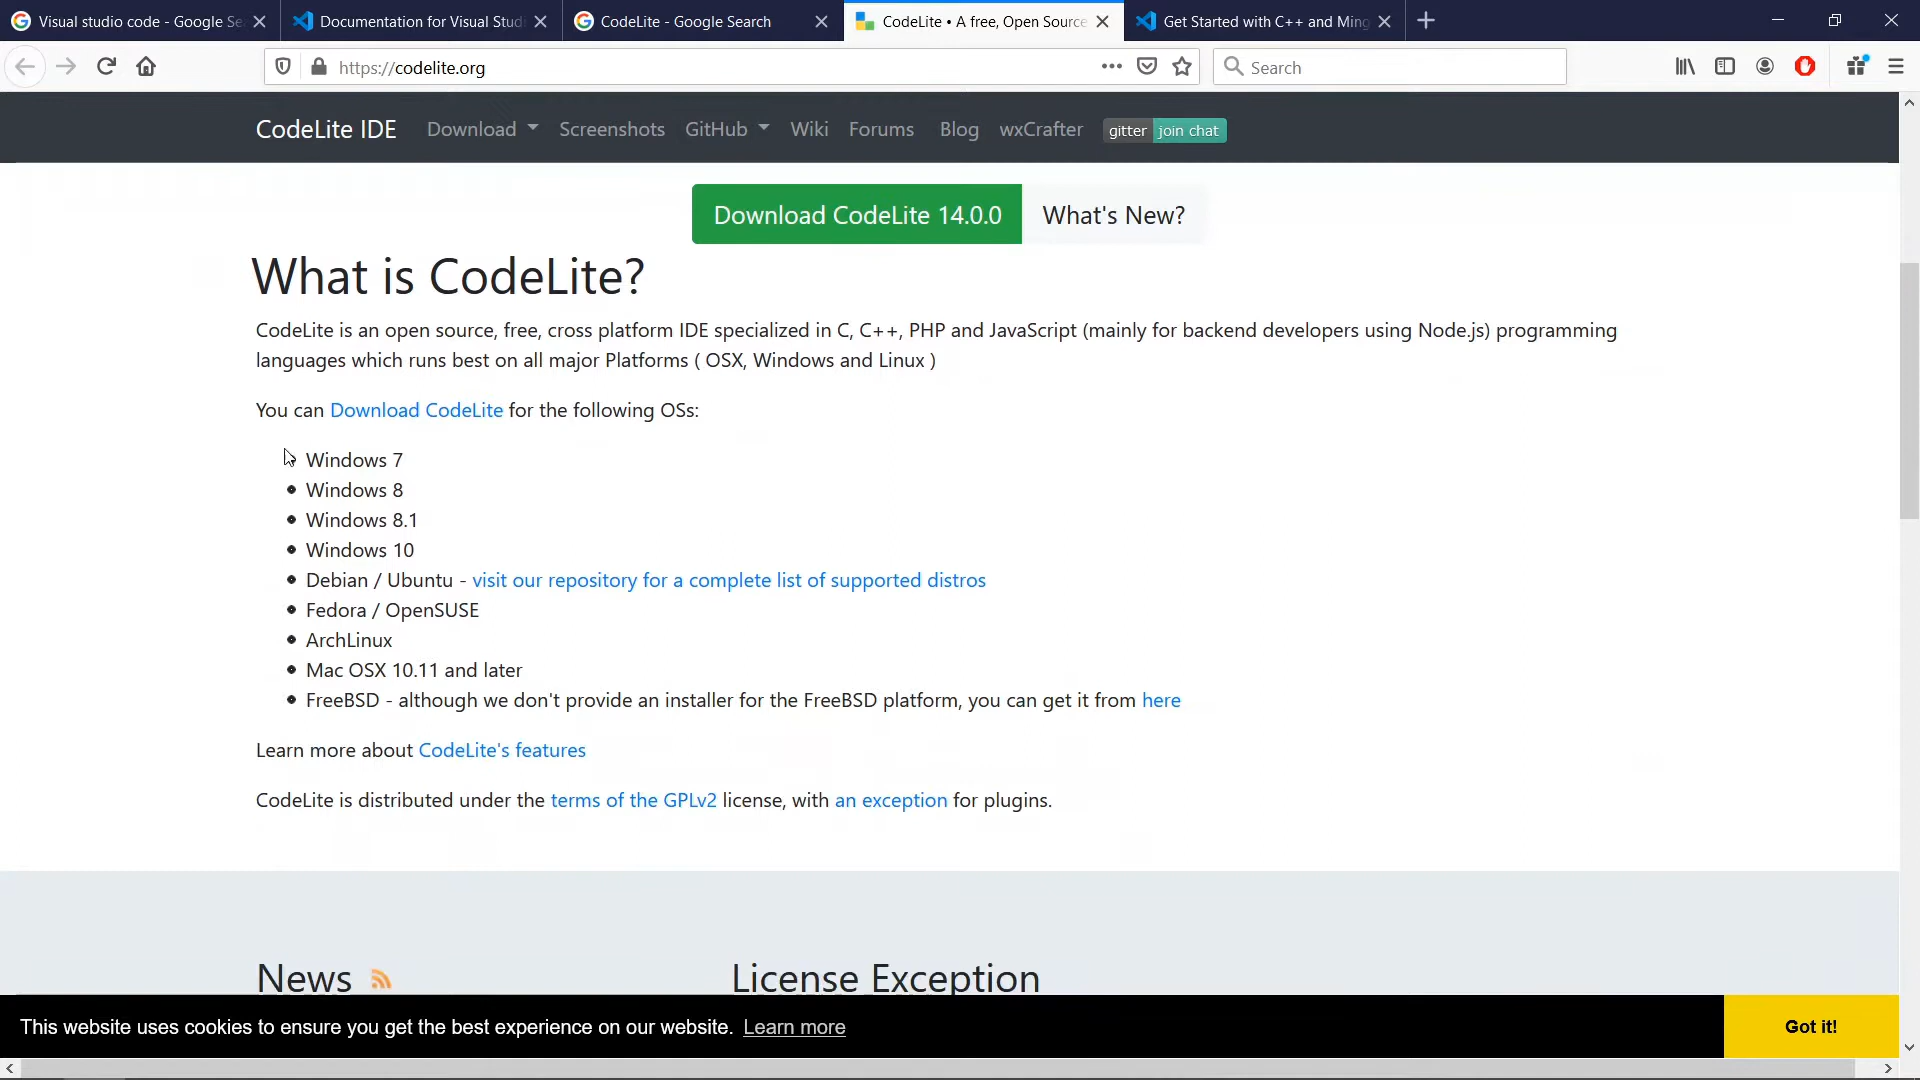 Visual studio code - Google Se
Documentation for Visual Stud
CodeLite - Google Search
CodeLite • A free, Open Source
Get Started with C++ and Ming
https://codelite.org
Search
CodeLite IDE
Download
Screenshots
GitHub
Wiki
Forums
Blog
wxCrafter
gitter join chat
Download CodeLite 14.0.0
What's New?
What is CodeLite?
CodeLite is an open source, free, cross platform IDE specialized in C, C++, PHP and JavaScript (mainly for backend developers using Node.js) programming
languages which runs best on all major Platforms ( OSX, Windows and Linux )
You can Download CodeLite for the following OSs:
Windows 7
• Windows 8
• Windows 8.1
• Windows 10
• Debian / Ubuntu - visit our repository for a complete list of supported distros
• Fedora / OpenSUSE
• ArchLinux
• Mac OSX 10.11 and later
• FreeBSD - although we don't provide an installer for the FreeBSD platform, you can get it from here
Learn more about CodeLite's features
CodeLite is distributed under the terms of the GPLv2 license, with an exception for plugins.
News
License Exception
This website uses cookies to ensure you get the best experience on our website. Learn more
Got it!